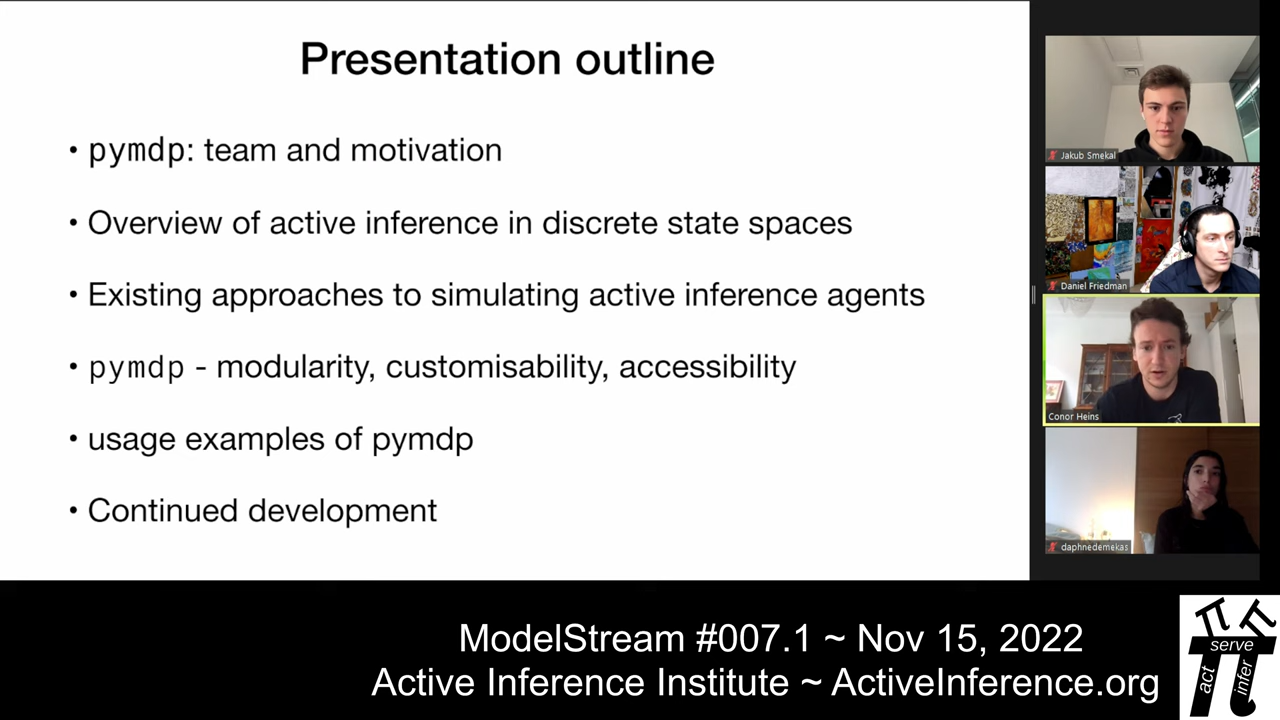 Presentation outline
• pymdp: team and motivation
• Overview of active inference in discrete state spaces
• Existing approaches to simulating active inference agents
• pymdp - modularity, customisability, accessibility
• usage examples of pymdp
• Continued development
Jakub Smekal
Daniel Friedman
Conor Heins
daphnedemekas
ModelStream #007.1 ~ Nov 15, 2022
Active Inference Institute ~ ActiveInference.org
serve
act
infer